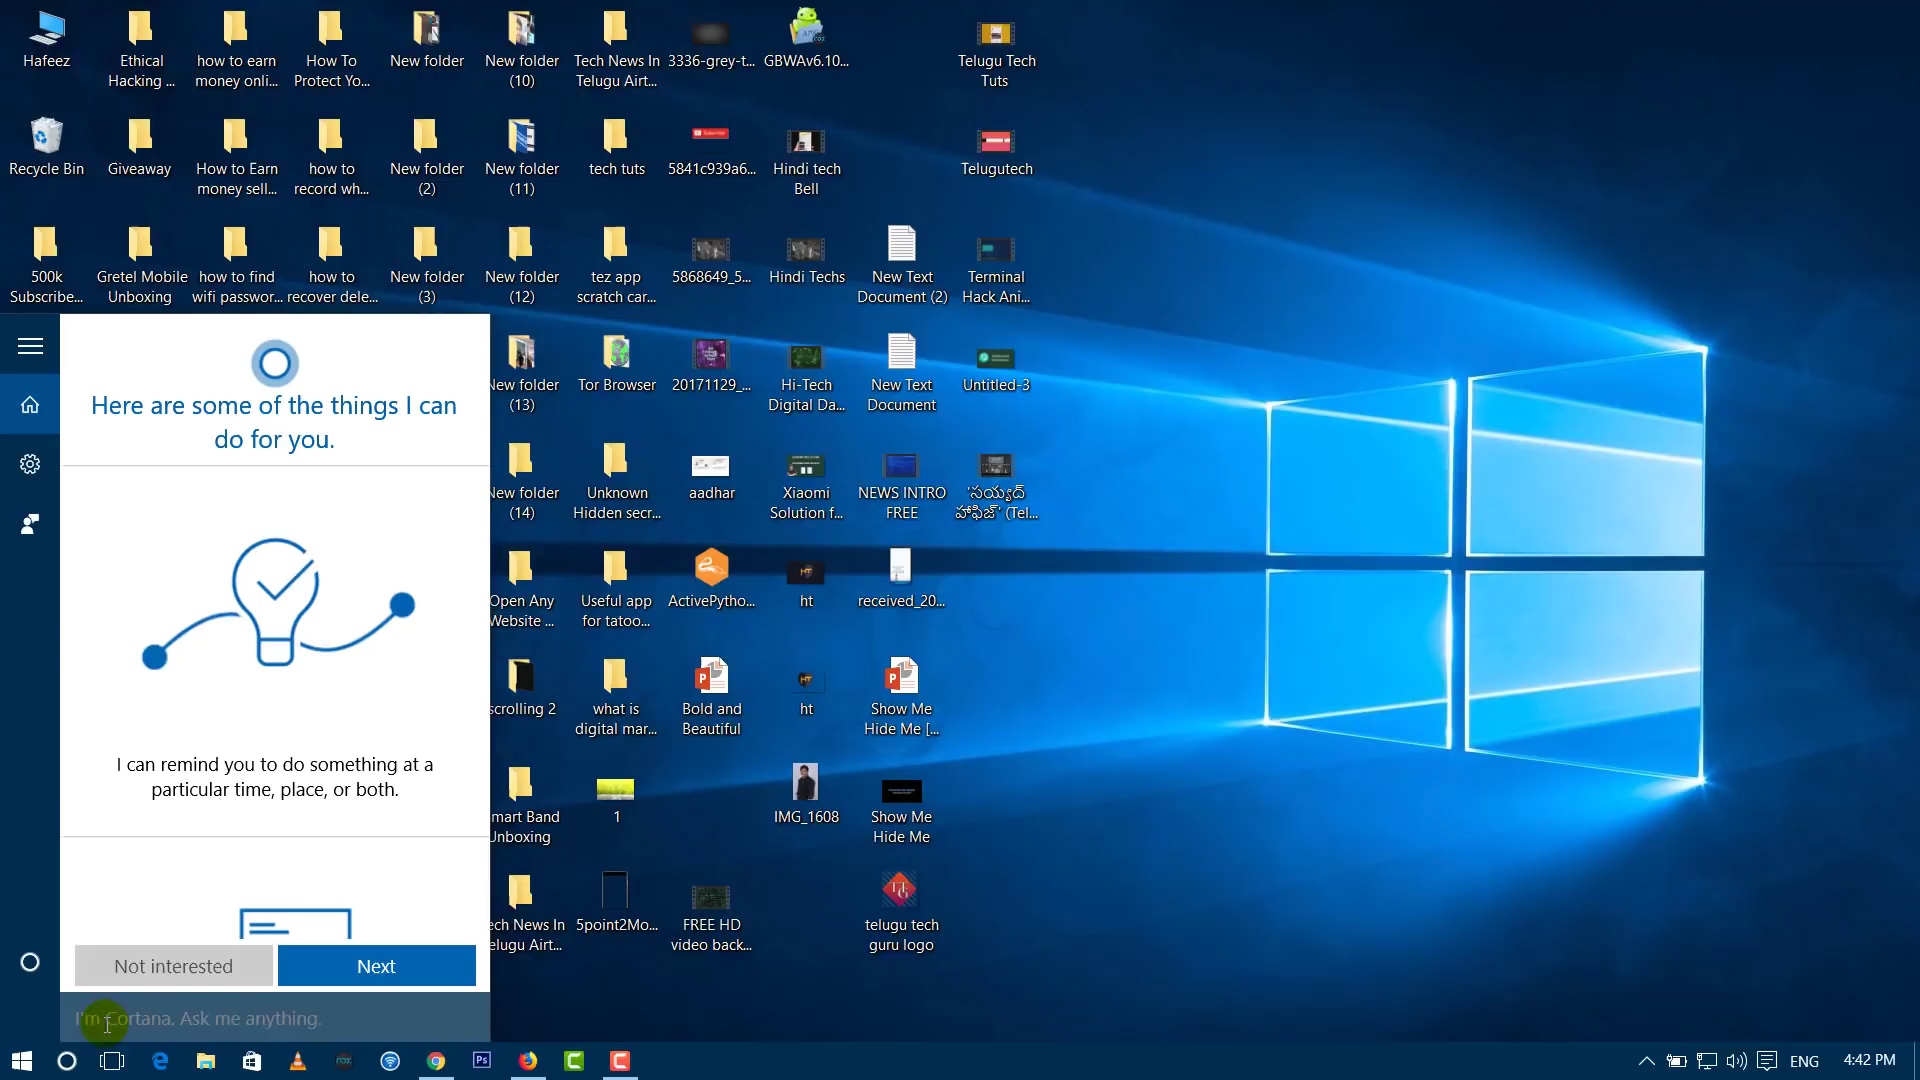 Hafeez
Ethical
Hacking ...
how to earn
money onli...
How To
Protect Yo...
New folder
New folder
(10)
Tech News In
Telugu Airt...
3336-grey-t...
GBWAv6.10...
Telugu Tech
Tuts
Recycle Bin
Giveaway
How to Earn
money sell...
how to
record wh...
New folder
(2)
New folder
(11)
tech tuts
5841c939a6...
Hindi tech
Bell
Telugutech
500k
Subscribe...
Gretel Mobile
Unboxing
how to find
wifi passwor...
how to
recover dele...
New folder
(3)
New folder
(12)
tez app
scratch car...
5868649_5...
Hindi Techs
New Text
Document (2)
Terminal
Hack Ani...
New folder
(13)
Tor Browser
20171129_...
Hi-Tech
Digital Da...
New Text
Document
Untitled-3
New folder
(14)
Unknown
Hidden secr...
aadhar
Xiaomi
Solution f...
NEWS INTRO
FREE
'సయ్యద్
హఫీజ్' (Tel...
Open Any
Website ...
Useful app
for tatoo...
ActivePytho...
ht
received_20...
scrolling 2
what is
digital mar...
Bold and
Beautiful
ht
Show Me
Hide Me [...
mart Band
Unboxing
1
IMG_1608
Show Me
Hide Me
ech News In
elugu Airt...
5point2Mo...
FREE HD
video back...
telugu tech
guru logo
Here are some of the things I can
do for you.
I can remind you to do something at a
particular time, place, or both.
Not interested
Next
I'm Cortana. Ask me anything.
ENG
4:42 PM